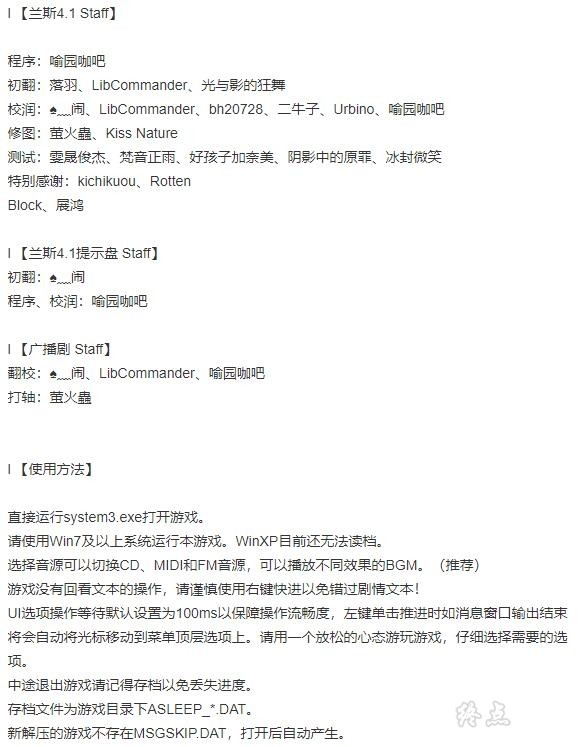 l 【兰斯4.1 Staff】
程序：喻园咖吧
初翻：落羽、LibCommander、光与影的狂舞
校润：♠﹏闹、LibCommander、bh20728、二牛子、Urbino、喻园咖吧
修图：萤火蟲、Kiss Nature
测试：雯晟俊杰、梵音正雨、好孩子加奈美、阴影中的原罪、冰封微笑
特别感谢：kichikuou、Rotten
Block、展鸿
l 【兰斯4.1提示盘 Staff】
初翻：♠﹏闹
程序、校润：喻园咖吧
l 【广播剧 Staff】
翻校：♠﹏闹、LibCommander、喻园咖吧
打轴：萤火蟲
l 【使用方法】
直接运行system3.exe打开游戏。
请使用Win7及以上系统运行本游戏。WinXP目前还无法读档。
选择音源可以切换CD、MIDI和FM音源，可以播放不同效果的BGM。（推荐）
游戏没有回看文本的操作，请谨慎使用右键快进以免错过剧情文本！
UI选项操作等待默认设置为100ms以保障操作流畅度，左键单击推进时如消息窗口输出结束
将会自动将光标移动到菜单顶层选项上。请用一个放松的心态游玩游戏，仔细选择需要的选
项。
中途退出游戏请记得存档以免丢失进度。
存档文件为游戏目录下ASLEEP_*.DAT。
新解压的游戏不存在MSGSKIP.DAT，打开后自动产生。
终点